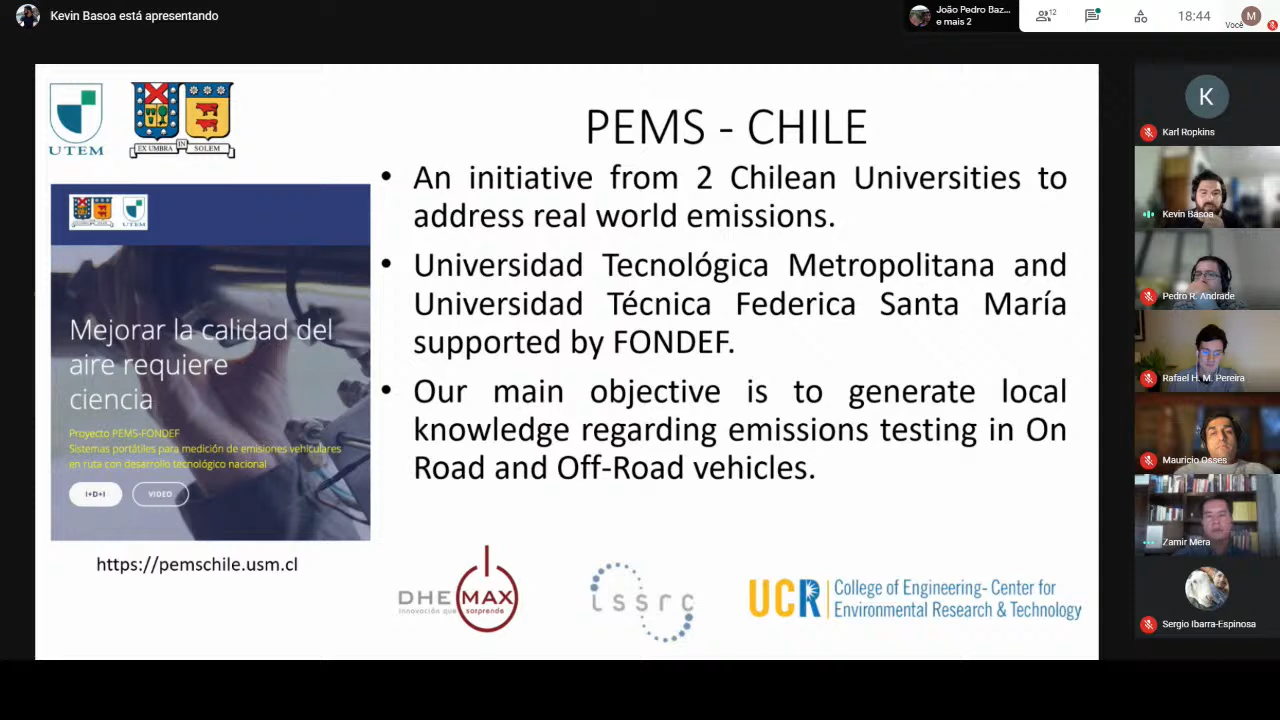 Kevin Basoa está apresentando
João Pedro Baz...
e mais 2
12
18:44
Você
M
UTEM
EX UMBRA IN SOLEM
PEMS - CHILE
• An initiative from 2 Chilean Universities to
address real world emissions.
• Universidad Tecnológica Metropolitana and
Universidad Técnica Federica Santa María
supported by FONDEF.
• Our main objective is to generate local
knowledge regarding emissions testing in On
Road and Off-Road vehicles.
UTEM
Mejorar la calidad del
aire requiere
ciencia
Proyecto PEMS-FONDEF
Sistemas portátiles para medición de emisiones vehiculares
en ruta con desarrollo tecnológico nacional
I+D+I
VIDEO
https://pemschile.usm.cl
DHEMAX
Innovación que sorprende
lssrc
UCR
College of Engineering- Center for
Environmental Research & Technology
K
Karl Ropkins
Kevin Basoa
Pedro R. Andrade
Rafael H. M. Pereira
Mauricio Osses
Zamir Mera
Sergio Ibarra-Espinosa